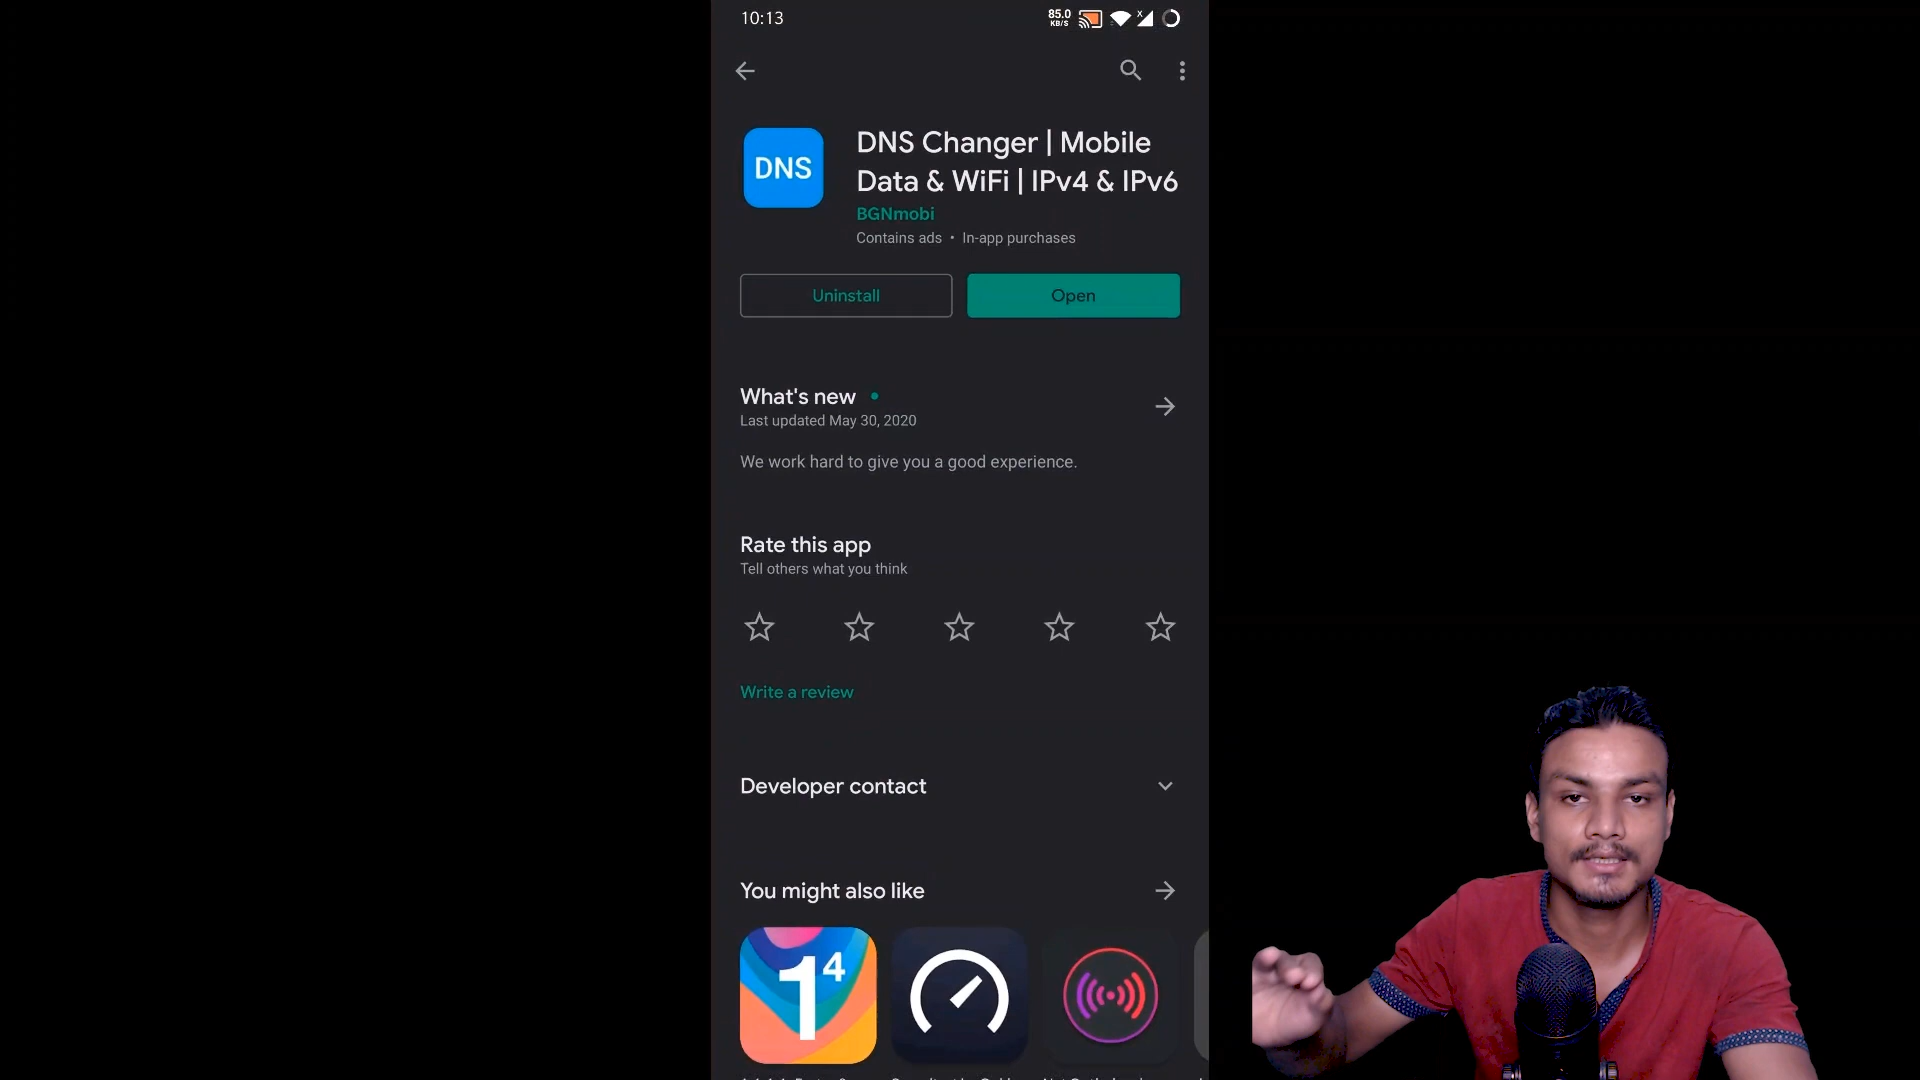 10:13
85.0
KB/S
DNS
DNS Changer | Mobile
Data & WiFi | IPv4 & IPv6
BGNmobi
Contains ads • In-app purchases
Uninstall
Open
What's new
Last updated May 30, 2020
We work hard to give you a good experience.
Rate this app
Tell others what you think
Write a review
Developer contact
You might also like
1⁴